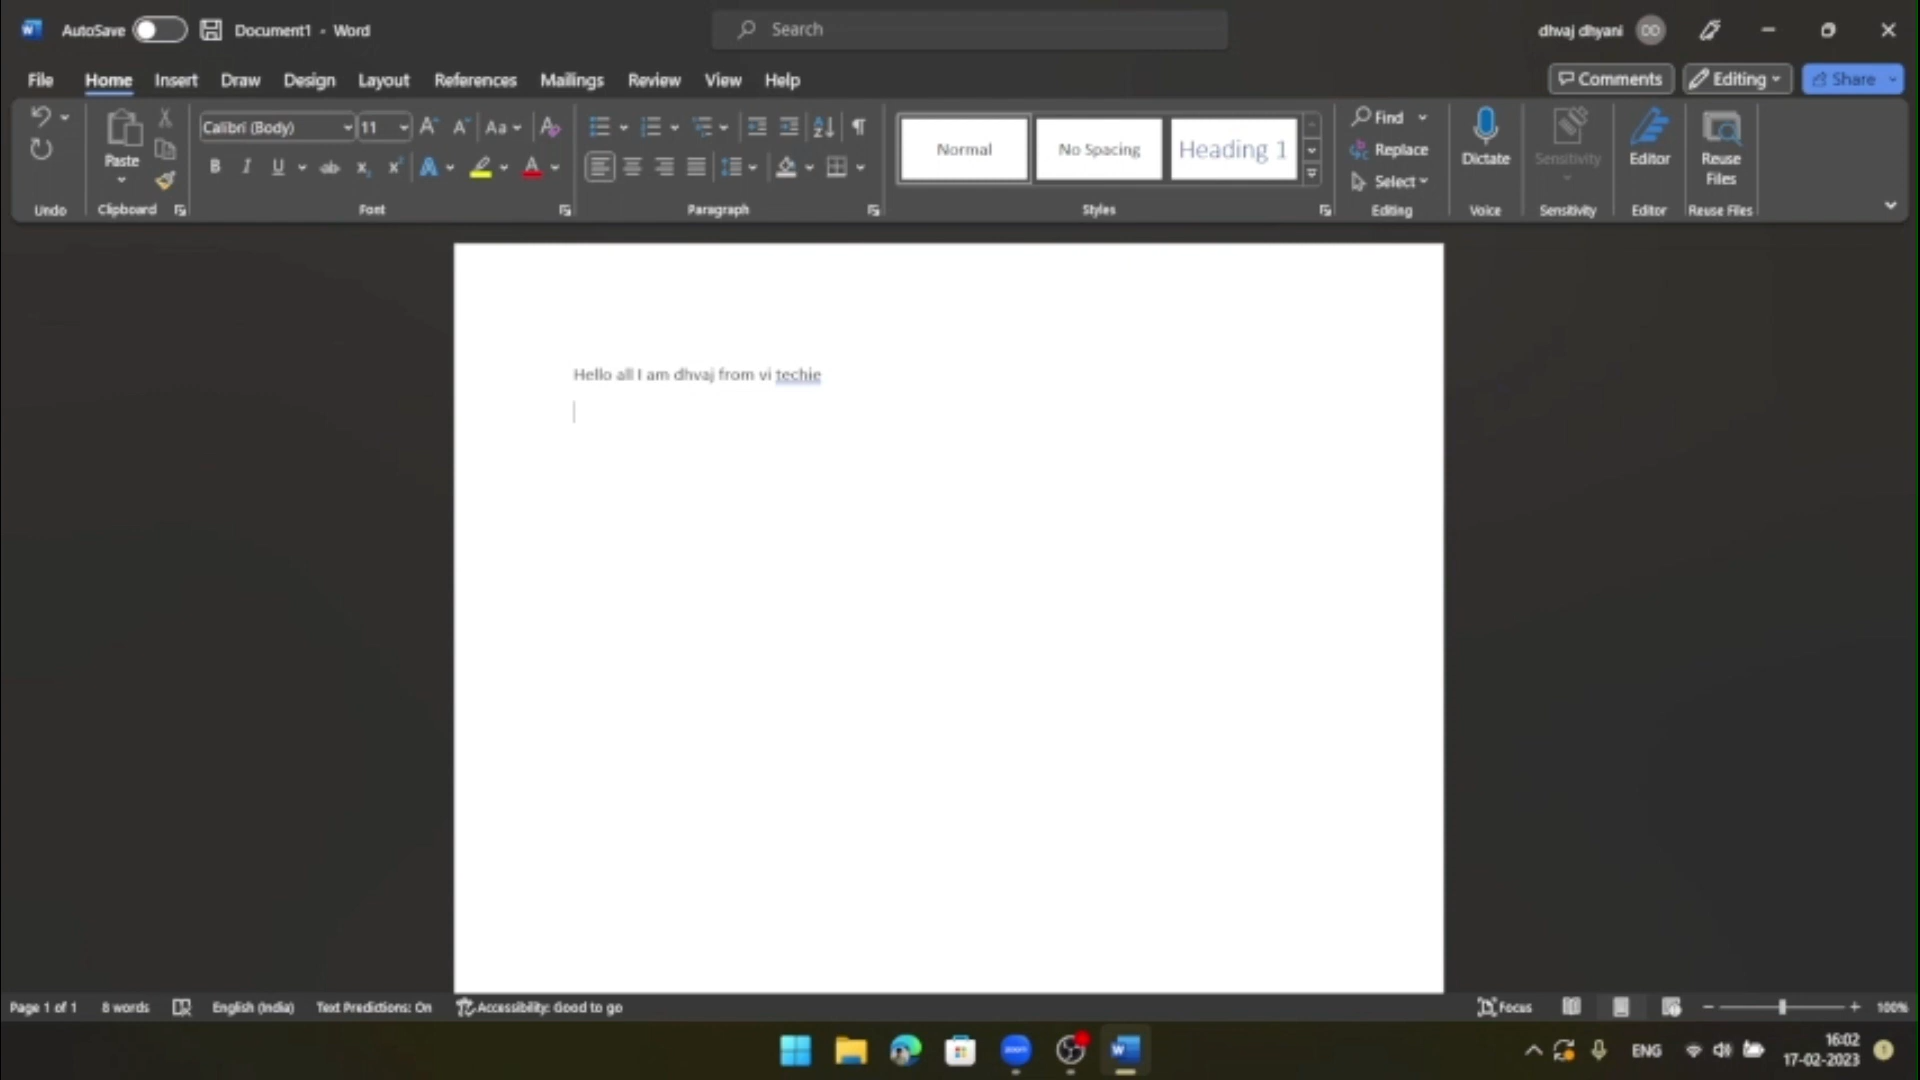 AutoSave Document1 - Word Search dhvaj dhyani DD
File Home Insert Draw Design Layout References Mailings Review View Help Comments Editing Share
Calibri (Body) 11 Normal No Spacing Heading 1 Find
Paste Replace Dictate Sensitivity Editor Reuse Files
Select
Undo Clipboard Font Paragraph Styles Editing Voice Sensitivity Editor Reuse Files
Hello all I am dhvaj from vi techie
Page 1 of 1 8 words English (India) Text Predictions: On Accessibility: Good to go Focus 100%
zoom ENG 16:02
17-02-2023 1